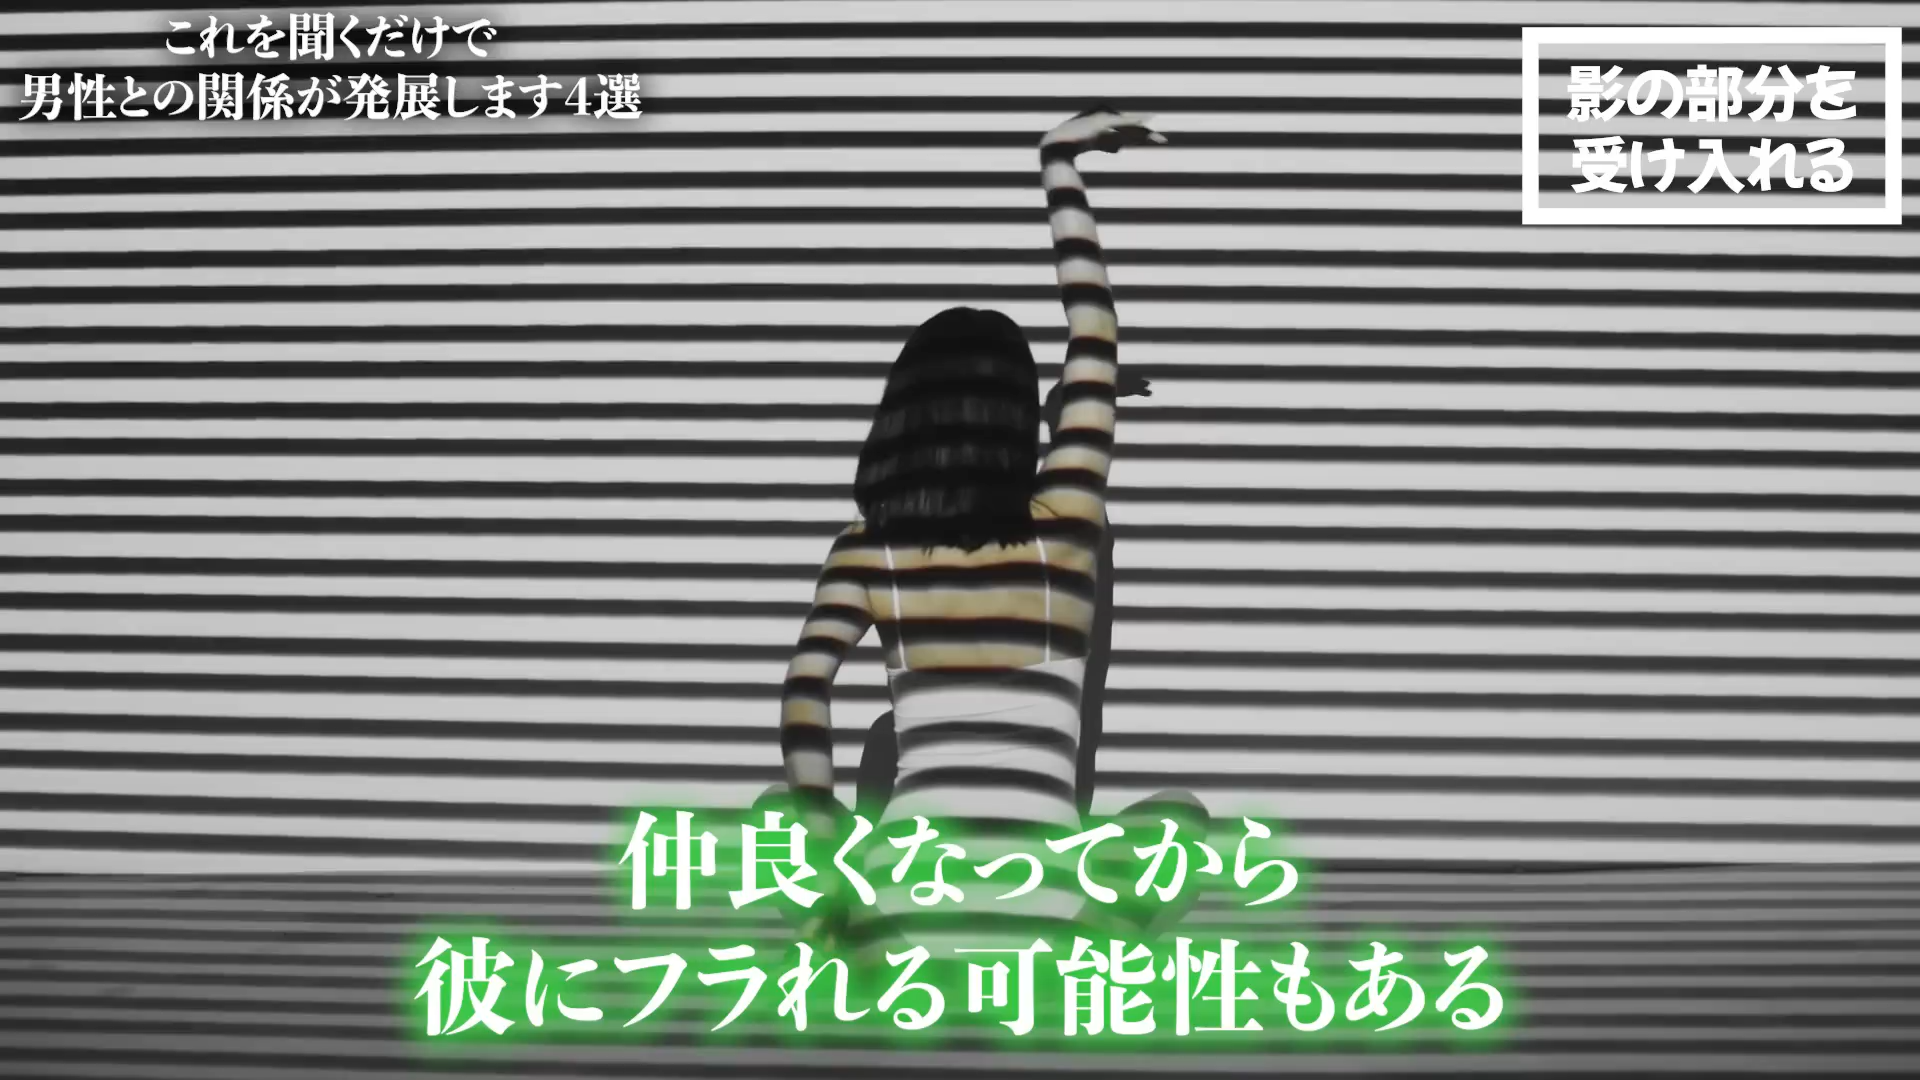 これを聞くだけで
男性との関係が発展します4選
影の部分を
受け入れる
仲良くなってから
彼にフラれる可能性もある